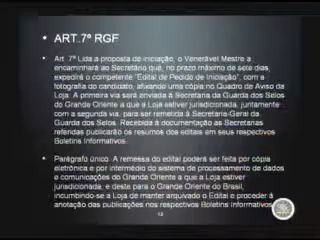 ART.7º RGF
Art. 7º Lida a proposta de iniciação, o Venerável Mestre a
encaminhará ao Secretário que, no prazo máximo de sete dias,
expedirá o competente "Edital de Pedido de Iniciação", com a
fotografia do candidato, afixando uma cópia no Quadro de Aviso da
Loja. A primeira via será enviada à Secretaria da Guarda dos Selos
do Grande Oriente a que a Loja estiver jurisdicionada, juntamente
com a segunda via, para ser remetida à Secretaria-Geral da
Guarda dos Selos. Recebida a documentação as Secretarias
referidas publicarão os resumos dos editais em seus respectivos
Boletins Informativos.
Parágrafo único. A remessa do edital poderá ser feita por cópia
eletrônica e por intermédio do sistema de processamento de dados
e comunicações do Grande Oriente a que a Loja estiver
jurisdicionada, e deste para o Grande Oriente do Brasil,
incumbindo-se a Loja de manter arquivado o Edital e proceder à
anotação das publicações nos respectivos Boletins Informativos.